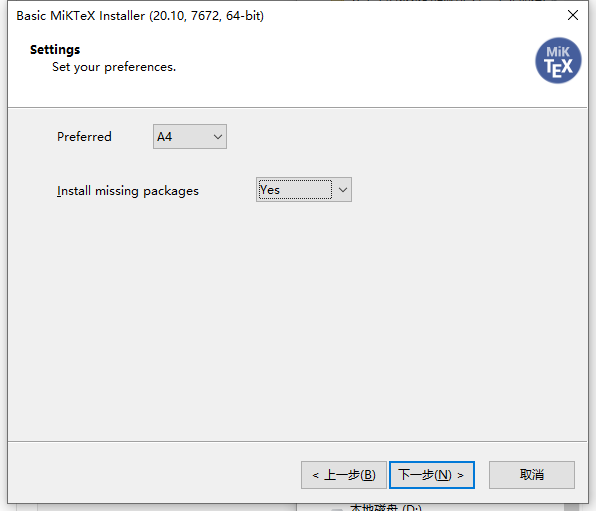 Basic MiKTeX Installer (20.10, 7672, 64-bit)
Settings
Set your preferences.
MiK
TEX
Preferred A4
Install missing packages Yes
< 上一步(B) 下一步(N) > 取消
本地磁盘 (D:)